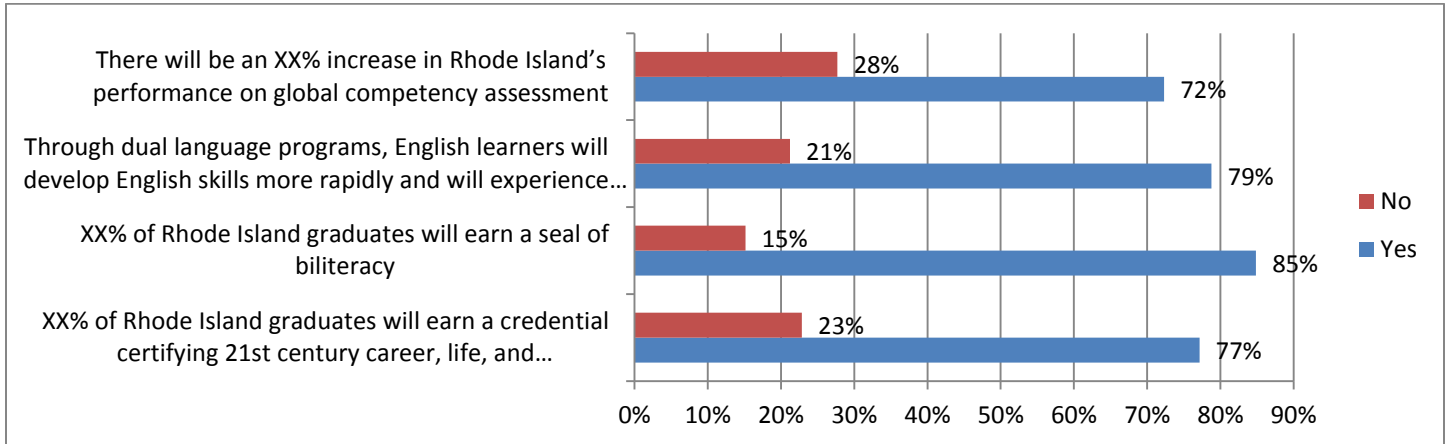 There will be an XX% increase in Rhode Island’s
performance on global competency assessment
28%
72%
Through dual language programs, English learners will
develop English skills more rapidly and will experience…
21%
79%
XX% of Rhode Island graduates will earn a seal of
biliteracy
15%
85%
XX% of Rhode Island graduates will earn a credential
certifying 21st century career, life, and…
23%
77%
No
Yes
0% 10% 20% 30% 40% 50% 60% 70% 80% 90%